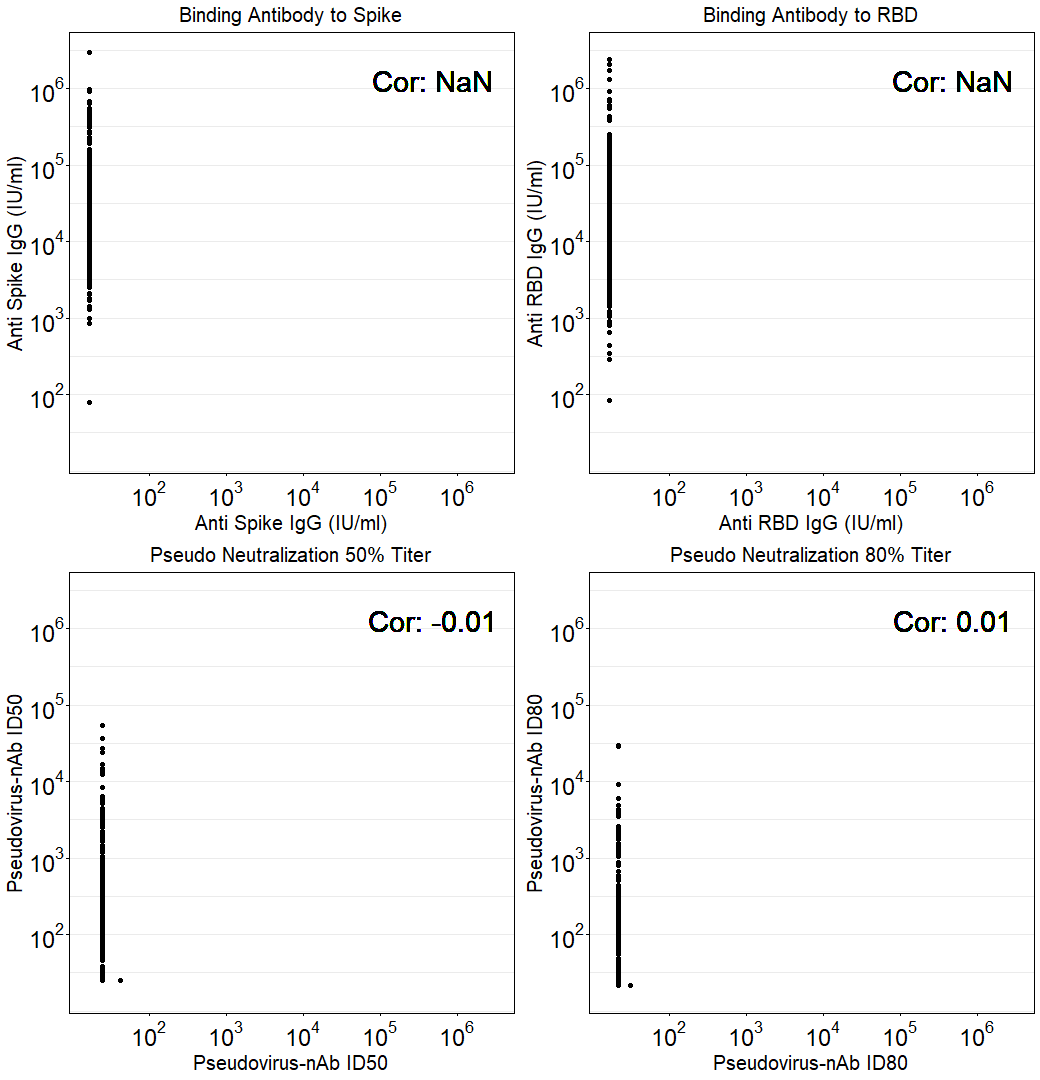 Binding Antibody to Spike
Cor: NaN
10^6
10^5
10^4
10^3
10^2
Anti Spike IgG (IU/ml)
10^2 10^3 10^4 10^5 10^6
Anti Spike IgG (IU/ml)
Binding Antibody to RBD
Cor: NaN
10^6
10^5
10^4
10^3
10^2
Anti RBD IgG (IU/ml)
10^2 10^3 10^4 10^5 10^6
Anti RBD IgG (IU/ml)
Pseudo Neutralization 50% Titer
Cor: -0.01
10^6
10^5
10^4
10^3
10^2
Pseudovirus-nAb ID50
10^2 10^3 10^4 10^5 10^6
Pseudovirus-nAb ID50
Pseudo Neutralization 80% Titer
Cor: 0.01
10^6
10^5
10^4
10^3
10^2
Pseudovirus-nAb ID80
10^2 10^3 10^4 10^5 10^6
Pseudovirus-nAb ID80